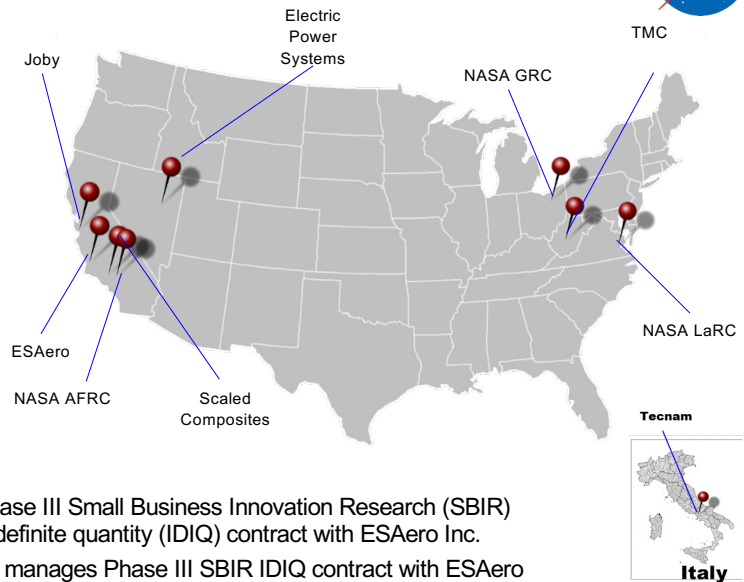 Electric
Power
Systems
TMC
Joby
NASA GRC
NASA LaRC
ESAero
NASA AFRC
Scaled
Composites
Tecnam
Italy
ase III Small Business Innovation Research (SBIR)
definite quantity (IDIQ) contract with ESAero Inc.
manages Phase III SBIR IDIQ contract with ESAero